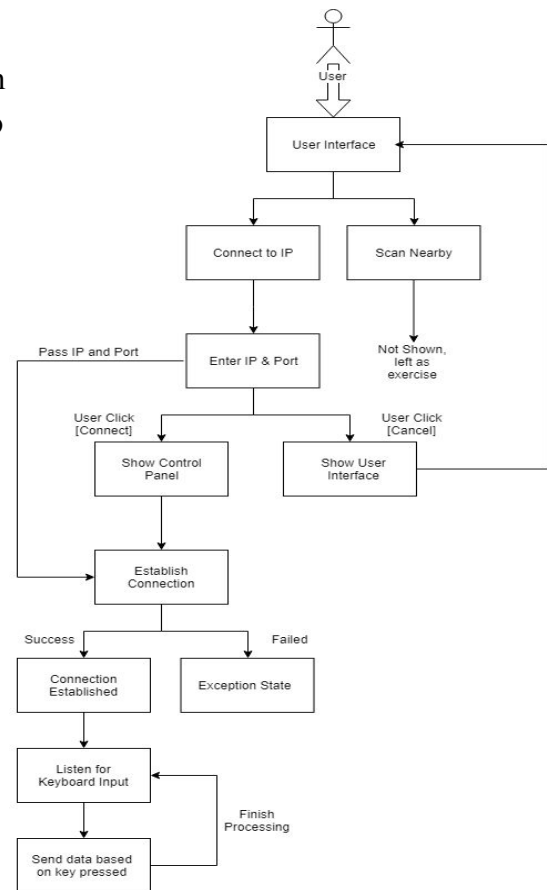 User
User Interface
Connect to IP
Scan Nearby
Not Shown,
left as
exercise
Pass IP and Port
Enter IP & Port
User Click
[Connect]
User Click
[Cancel]
Show Control
Panel
Show User
Interface
Establish
Connection
Success
Failed
Connection
Established
Exception State
Listen for
Keyboard Input
Finish
Processing
Send data based
on key pressed